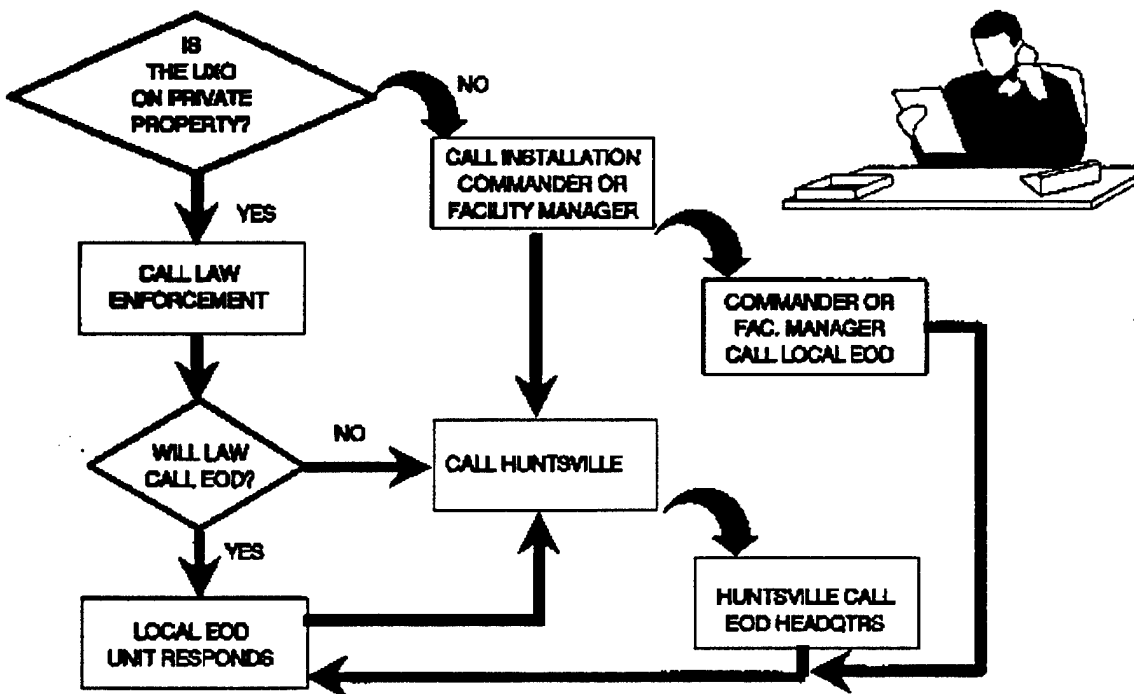 IS
THE UXO
ON PRIVATE
PROPERTY?
NO
CALL INSTALLATION
COMMANDER OR
FACILITY MANAGER
YES
CALL LAW
ENFORCEMENT
COMMANDER OR
FAC. MANAGER
CALL LOCAL EOD
WILL LAW
CALL EOD?
NO
CALL HUNTSVILLE
YES
LOCAL EOD
UNIT RESPONDS
HUNTSVILLE CALL
EOD HEADQTRS